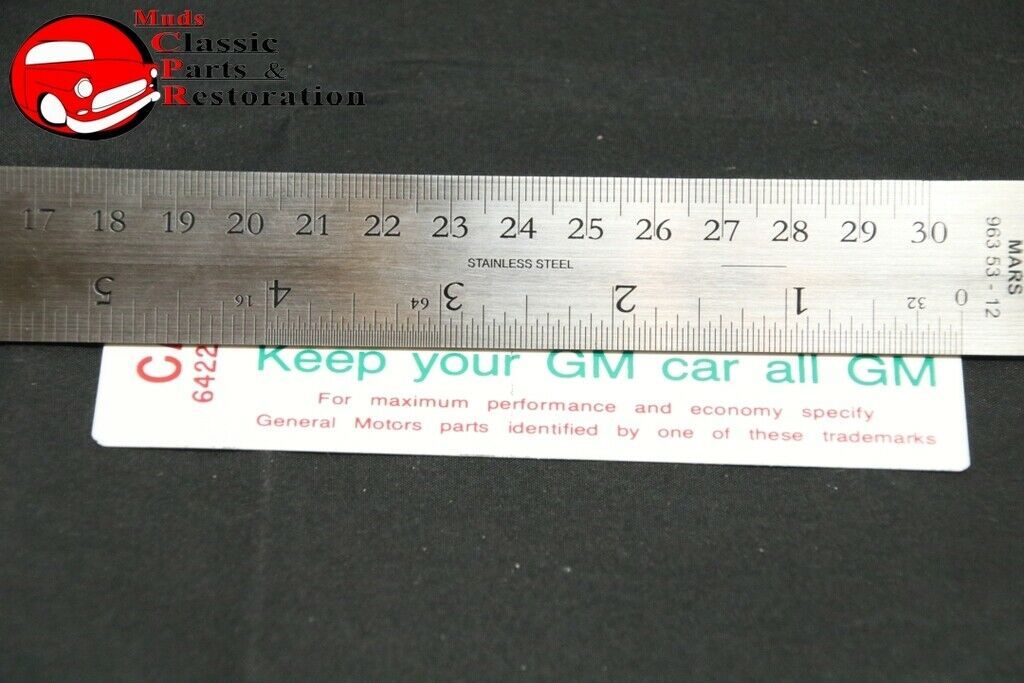 Muds
Classic
Parts &
Restoration
17 18 19 20 21 22 23 24 25 26 27 28 29 30
STAINLESS STEEL
MARS
963 53 - 12
5 16 4 64 3 2 1 32 0
Keep your GM car all GM
For maximum performance and economy specify
General Motors parts identified by one of these trademarks